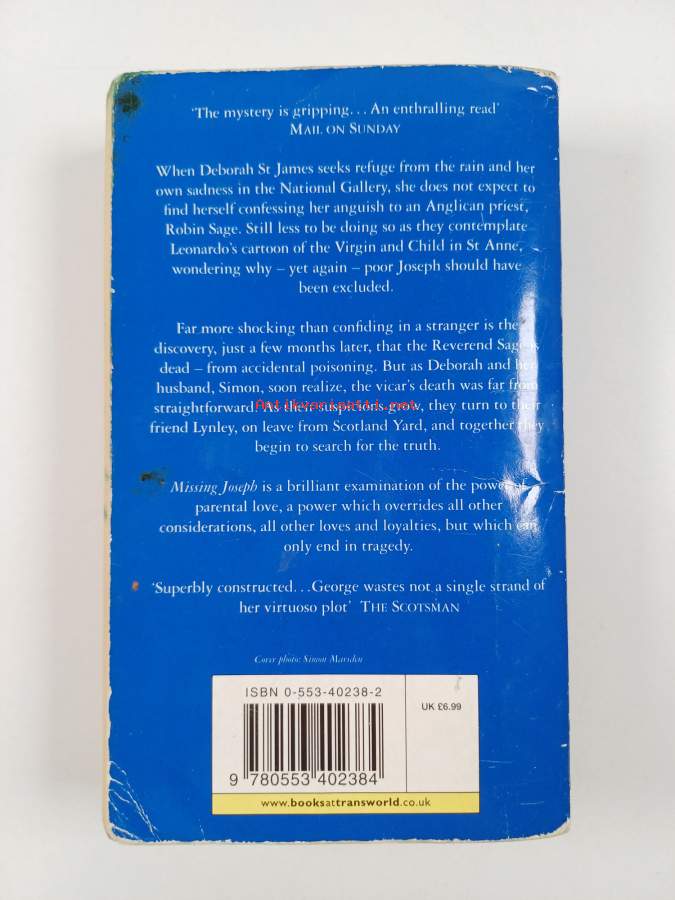 ‘The mystery is gripping... An enthralling read’
MAIL ON SUNDAY
When Deborah St James seeks refuge from the rain and her
own sadness in the National Gallery, she does not expect to
find herself confessing her anguish to an Anglican priest,
Robin Sage. Still less to be doing so as they contemplate
Leonardo’s cartoon of the Virgin and Child in St Anne,
wondering why – yet again – poor Joseph should have
been excluded.
Far more shocking than confiding in a stranger is the
discovery, just a few months later, that the Reverend Sage is
dead – from accidental poisoning. But as Deborah and her
husband, Simon, soon realize, the vicar’s death was far from
straightforward. As their suspicions grow, they turn to their
Antikvariaatti.net
friend Lynley, on leave from Scotland Yard, and together they
begin to search for the truth.
Missing Joseph is a brilliant examination of the power of
parental love, a power which overrides all other
considerations, all other loves and loyalties, but which can
only end in tragedy.
‘Superbly constructed...George wastes not a single strand of
her virtuoso plot’ THE SCOTSMAN
Cover photo: Simon Marsden
ISBN 0-553-40238-2
UK £6.99
9 780553 402384
www.booksattransworld.co.uk